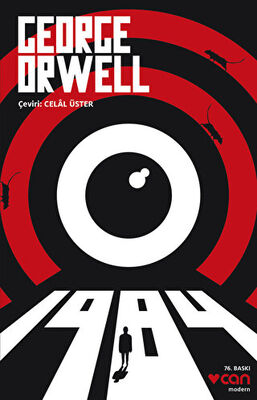 GEORGE
ORWELL
Çeviri: CELÂL ÜSTER
1984
76. BASKI
can
modern